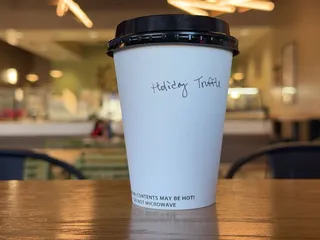 Holiday Truffle
CONTENTS MAY BE HOT!
NOT MICROWAVE